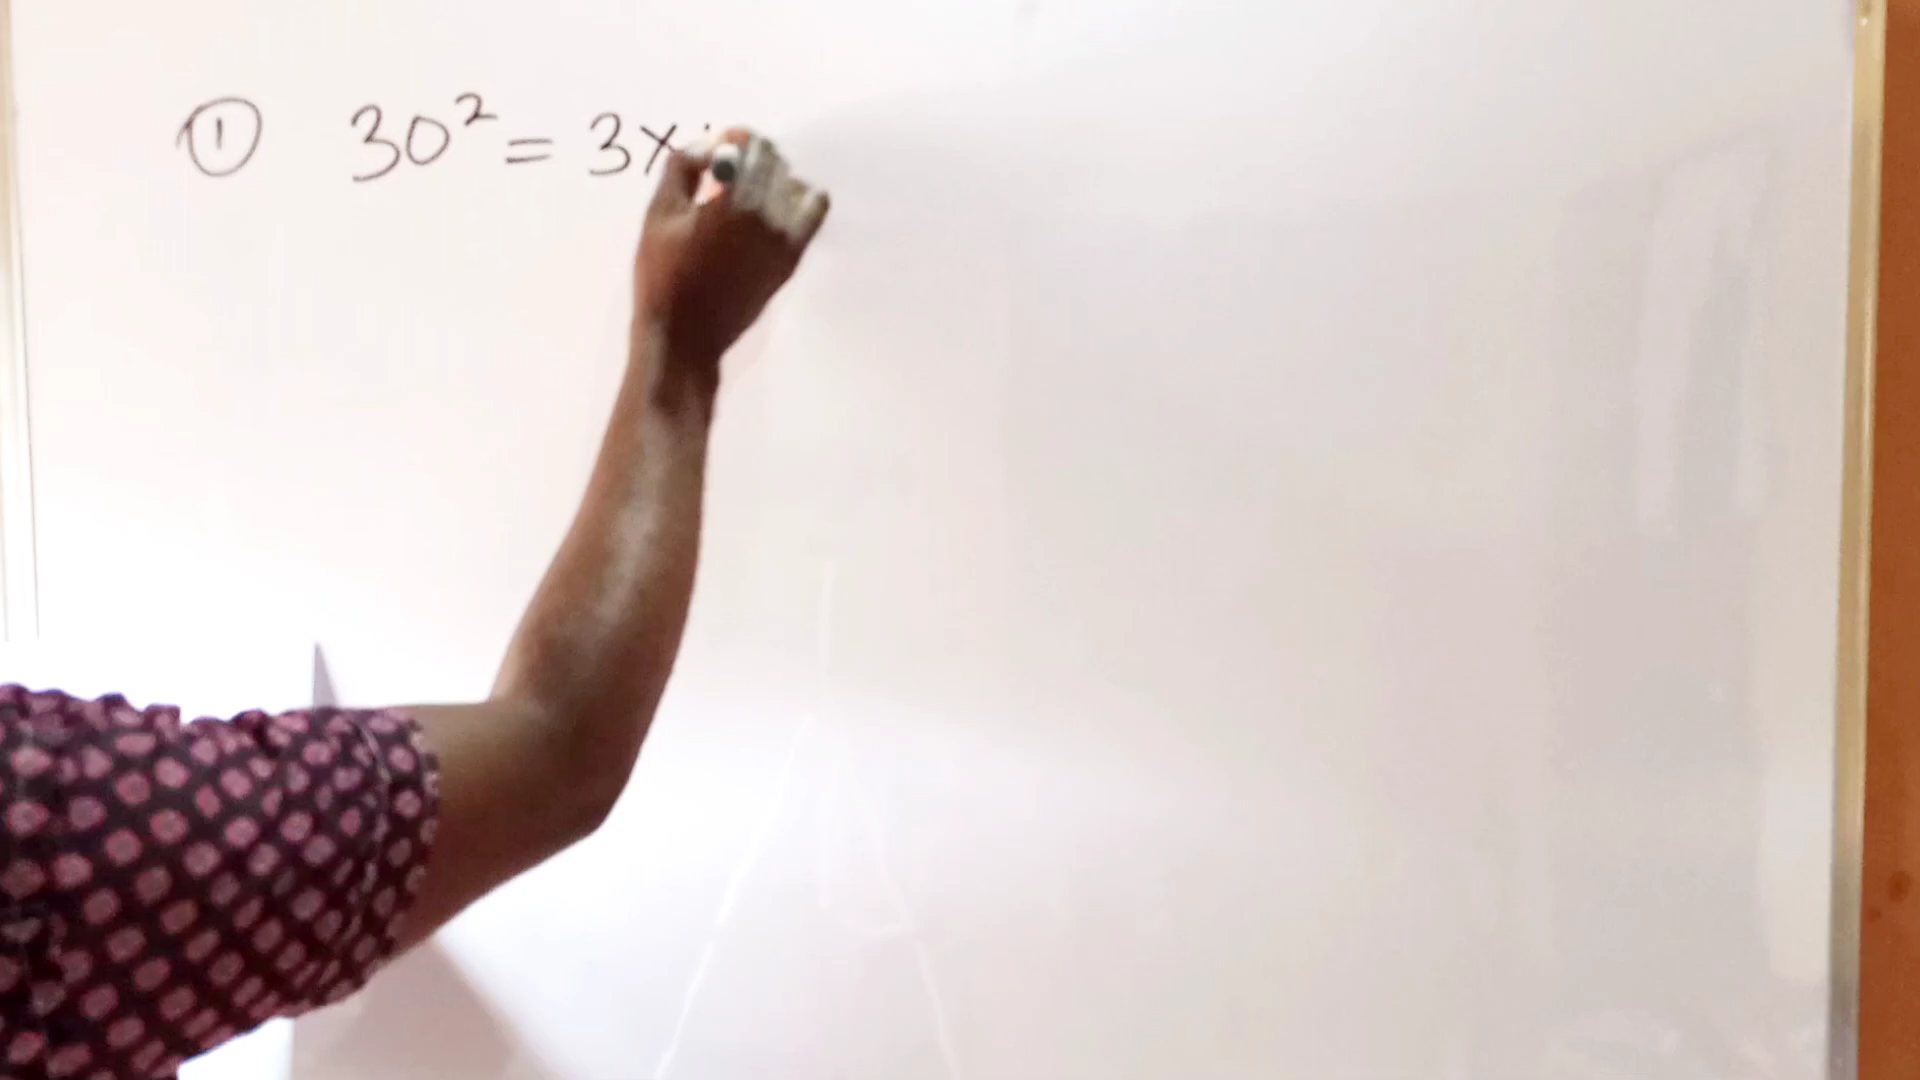 ① 30² = 3×